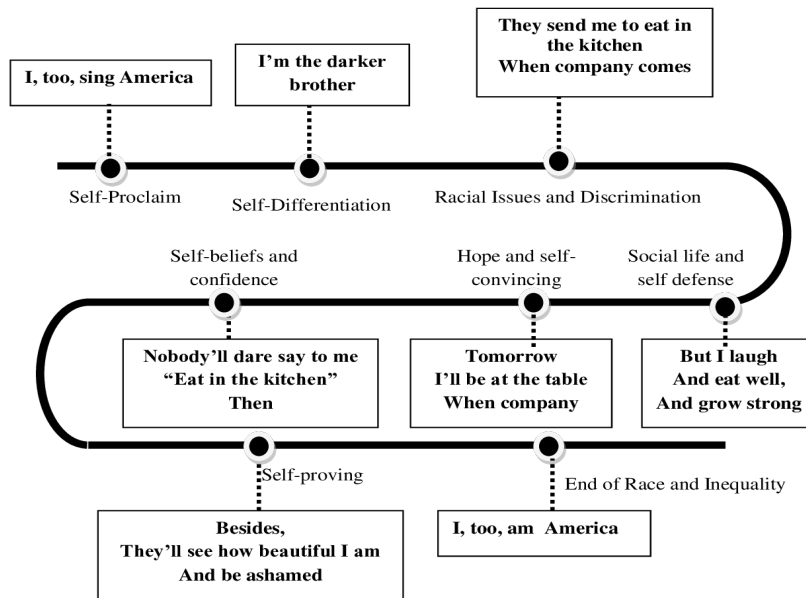 I, too, sing America
Self-Proclaim
I'm the darker
brother
Self-Differentiation
They send me to eat in
the kitchen
When company comes
Racial Issues and Discrimination
Social life and
self defense
But I laugh
And eat well,
And grow strong
Hope and self-
convincing
Tomorrow
I'll be at the table
When company
Self-beliefs and
confidence
Nobody'll dare say to me
“Eat in the kitchen”
Then
Self-proving
Besides,
They'll see how beautiful I am
And be ashamed
End of Race and Inequality
I, too, am America